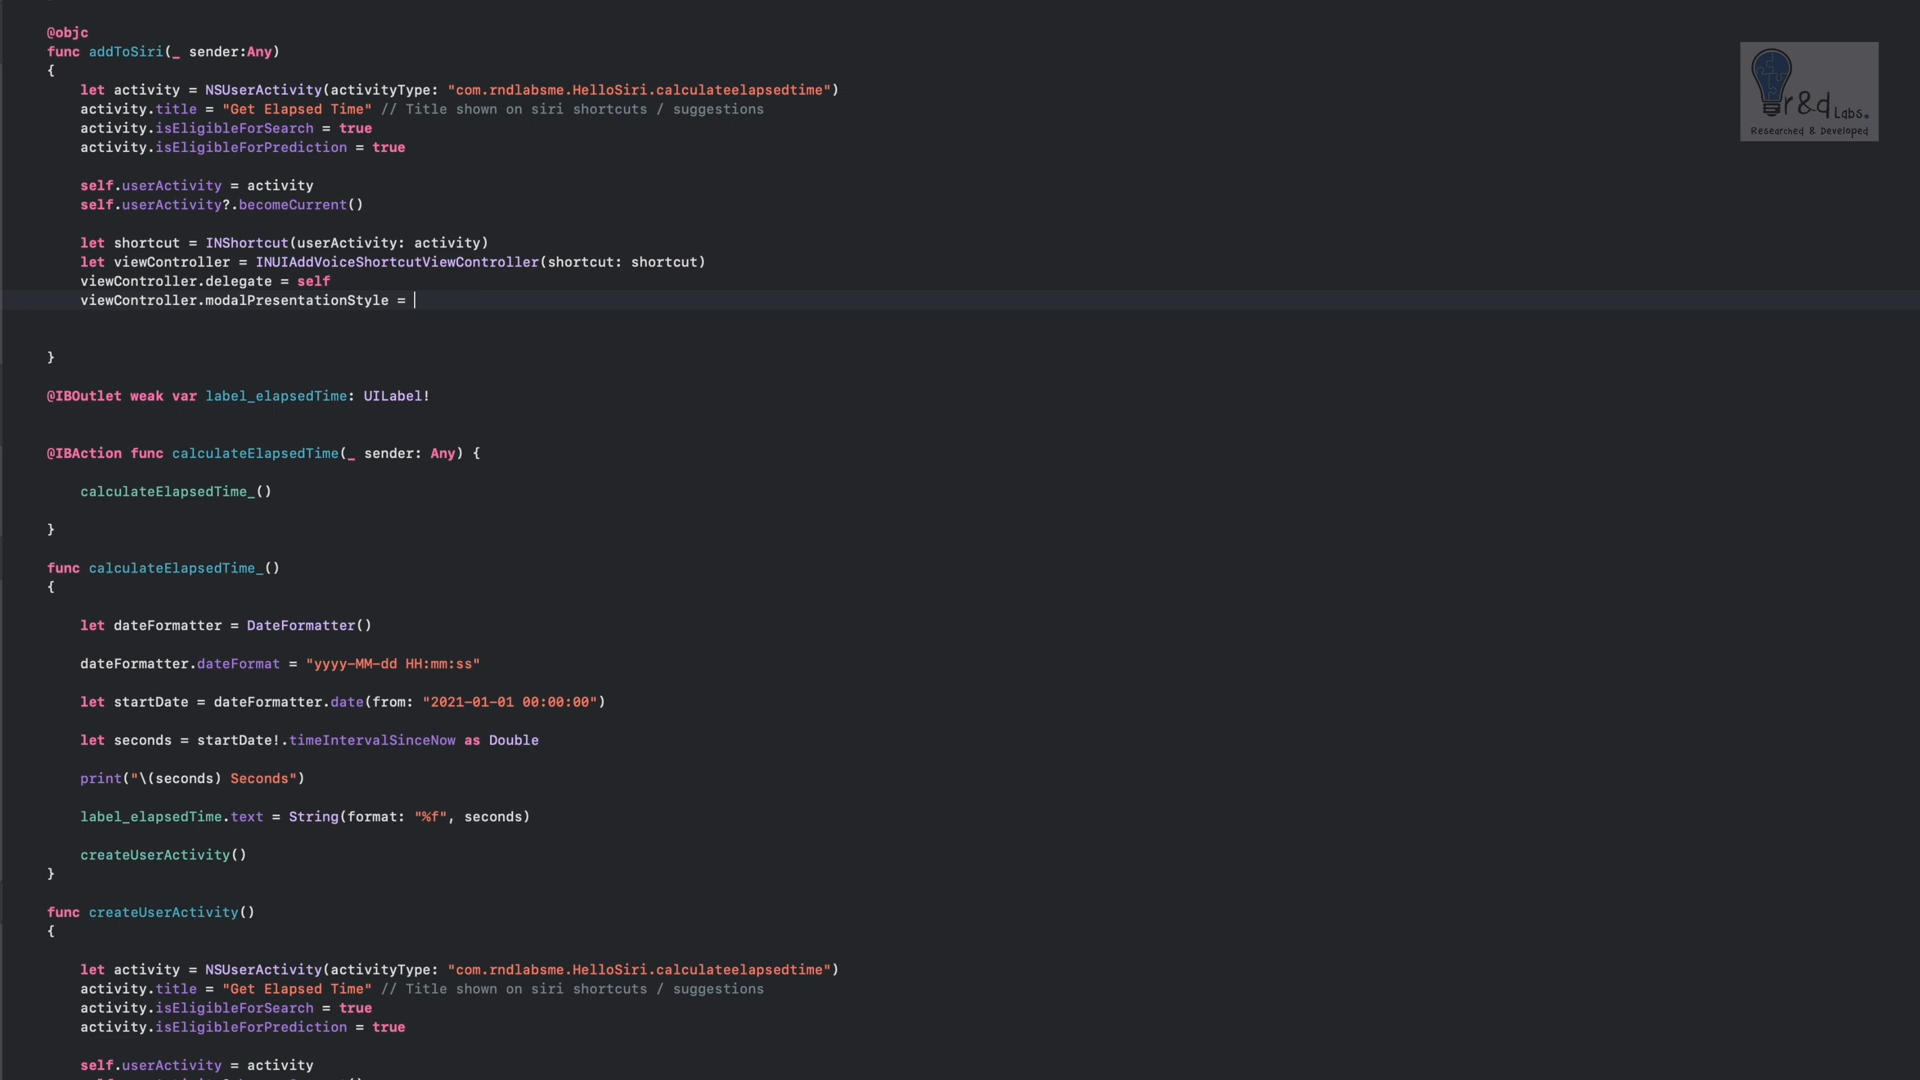 @objc
func addToSiri(_ sender:Any)
{
let activity = NSUserActivity(activityType: "com.rndlabsme.HelloSiri.calculateelapsedtime")
activity.title = "Get Elapsed Time" // Title shown on siri shortcuts / suggestions
activity.isEligibleForSearch = true
activity.isEligibleForPrediction = true
self.userActivity = activity
self.userActivity?.becomeCurrent()
let shortcut = INShortcut(userActivity: activity)
let viewController = INUIAddVoiceShortcutViewController(shortcut: shortcut)
viewController.delegate = self
viewController.modalPresentationStyle =
}
@IBOutlet weak var label_elapsedTime: UILabel!
@IBAction func calculateElapsedTime(_ sender: Any) {
calculateElapsedTime_()
}
func calculateElapsedTime_()
{
let dateFormatter = DateFormatter()
dateFormatter.dateFormat = "yyyy-MM-dd HH:mm:ss"
let startDate = dateFormatter.date(from: "2021-01-01 00:00:00")
let seconds = startDate!.timeIntervalSinceNow as Double
print("\(seconds) Seconds")
label_elapsedTime.text = String(format: "%f", seconds)
createUserActivity()
}
func createUserActivity()
{
let activity = NSUserActivity(activityType: "com.rndlabsme.HelloSiri.calculateelapsedtime")
activity.title = "Get Elapsed Time" // Title shown on siri shortcuts / suggestions
activity.isEligibleForSearch = true
activity.isEligibleForPrediction = true
self.userActivity = activity
r&d Labs.
Researched & Developed